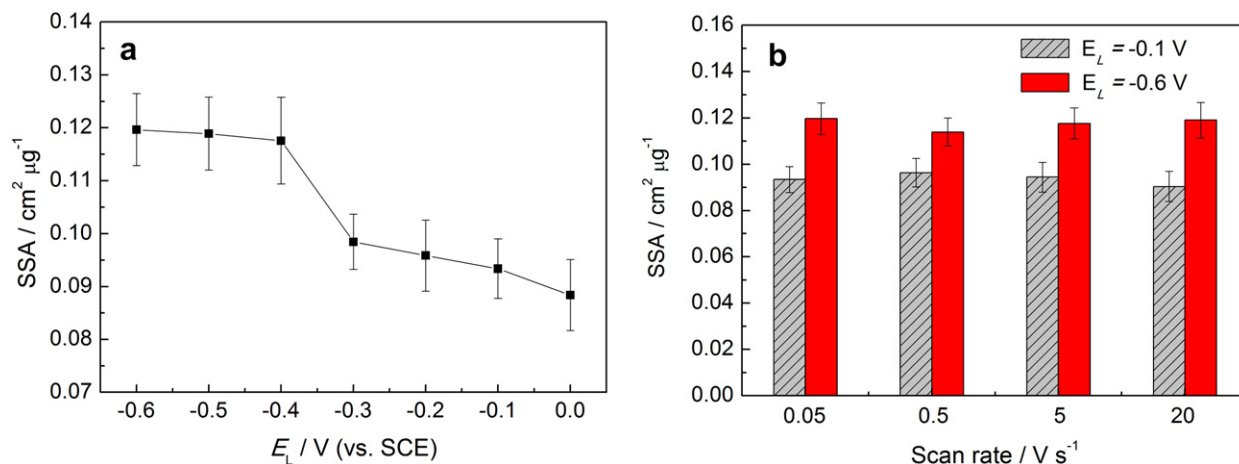 a
0.14
0.13
0.12
0.11
0.10
0.09
0.08
0.07
SSA / cm² µg⁻¹
-0.6 -0.5 -0.4 -0.3 -0.2 -0.1 0.0
E_L / V (vs. SCE)
b
E_L = -0.1 V
E_L = -0.6 V
0.16
0.14
0.12
0.10
0.08
0.06
0.04
0.02
0.00
SSA / cm² µg⁻¹
0.05 0.5 5 20
Scan rate / V s⁻¹